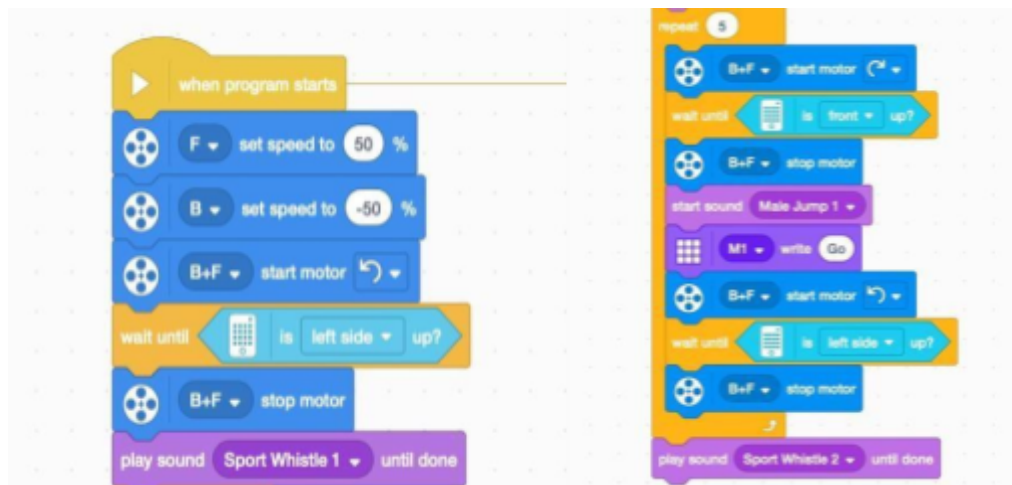 when program starts
F set speed to 50 %
B set speed to -50 %
B+F start motor
wait until is left side up?
B+F stop motor
play sound Sport Whistle 1 until done
repeat 5
B+F start motor
wait until is front up?
B+F stop motor
start sound Male Jump 1
M1 write Go
B+F start motor
wait until is left side up?
B+F stop motor
play sound Sport Whistle 2 until done